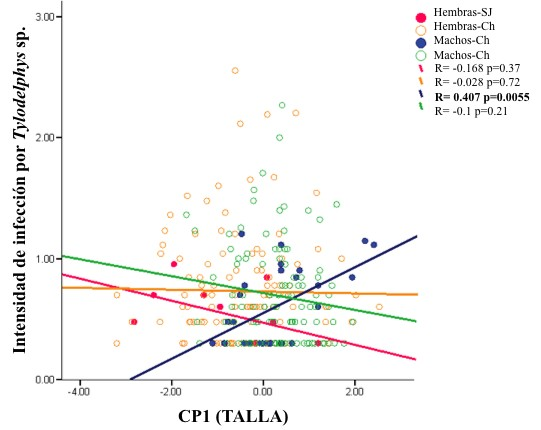 Intensidad de infección por Tylodelphys sp.
3.00
2.00
1.00
0.00
-4.00
-2.00
0.00
2.00
CP1 (TALLA)
Hembras-SJ
Hembras-Ch
Machos-Ch
Machos-Ch
R= -0.168 p=0.37
R= -0.028 p=0.72
R= 0.407 p=0.0055
R= -0.1 p=0.21